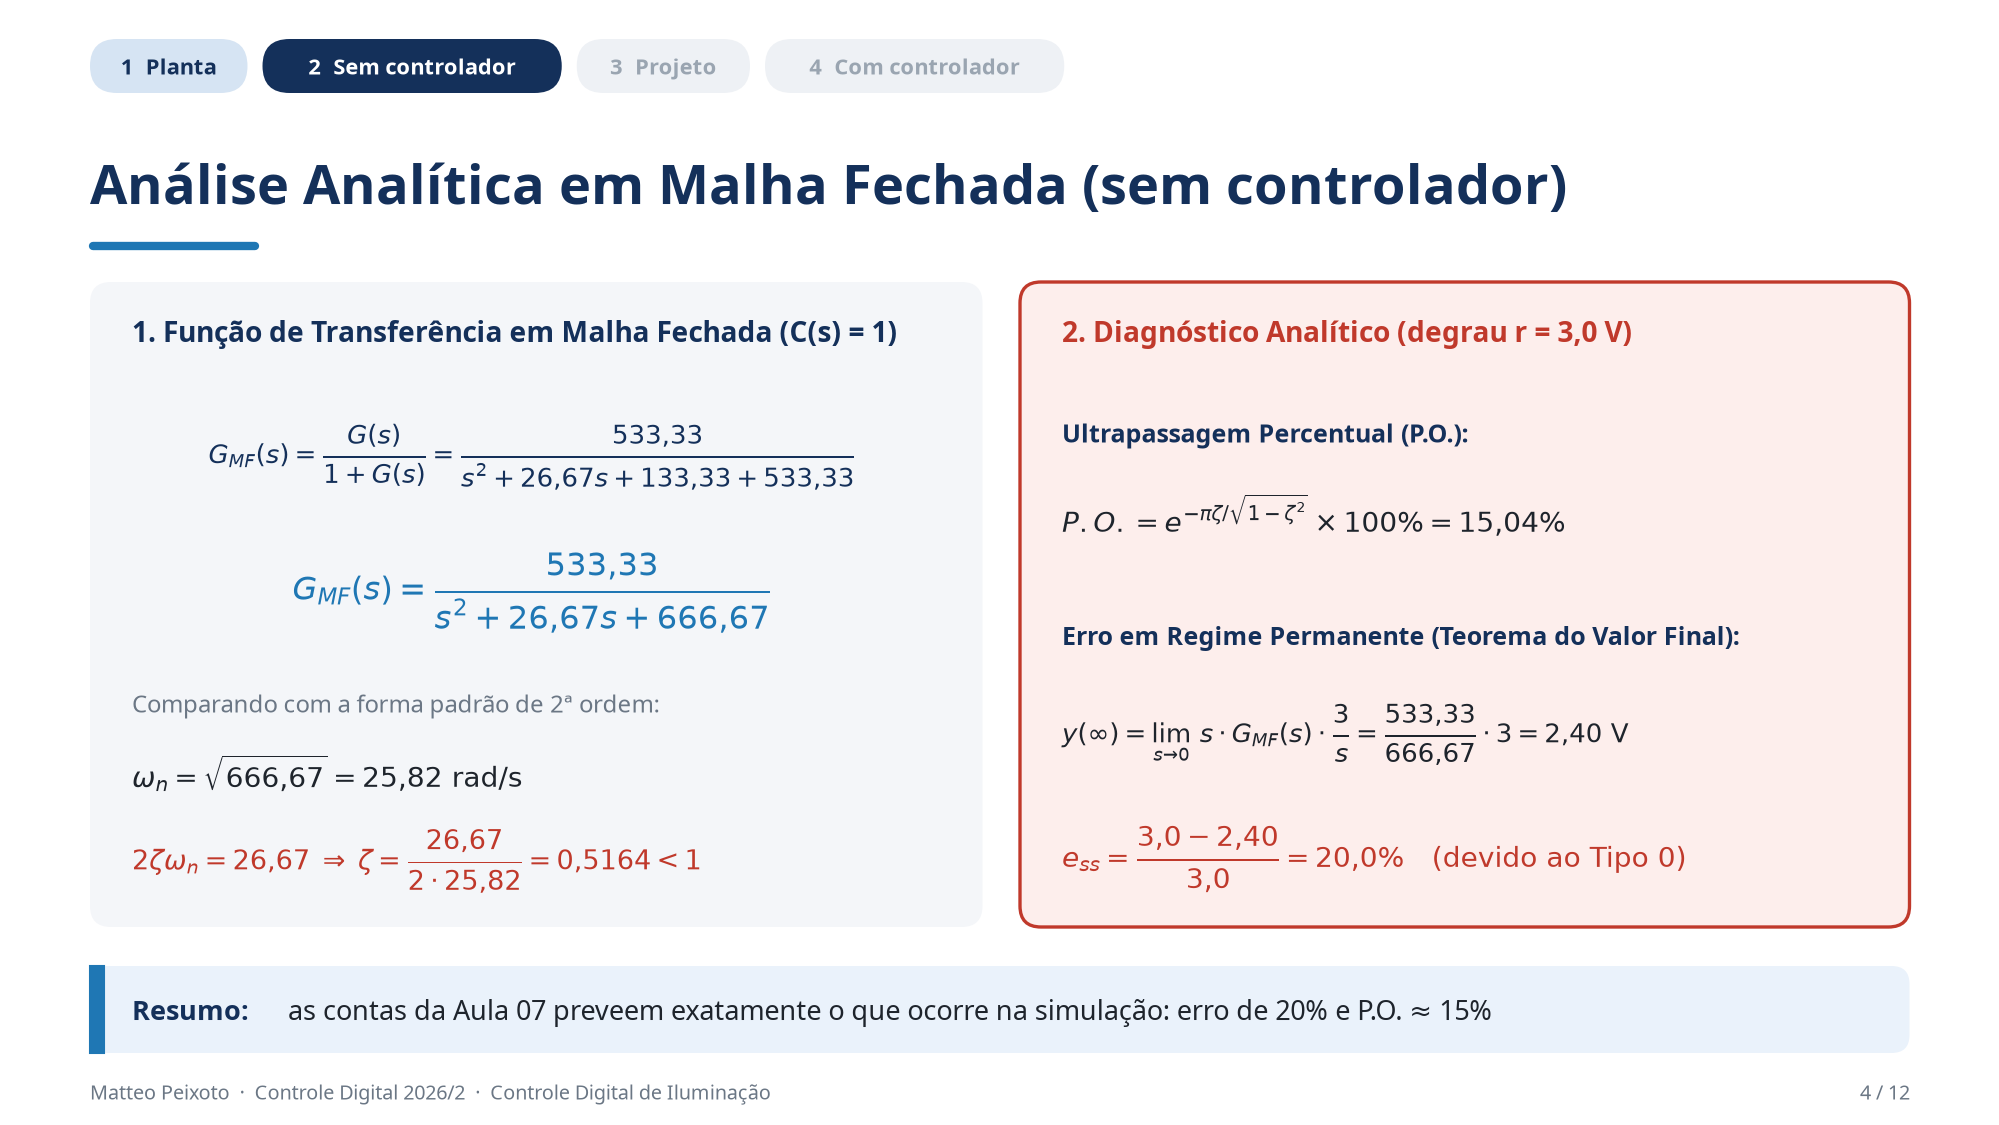 1 Planta
2 Sem controlador
3 Projeto
4 Com controlador
Análise Analítica em Malha Fechada (sem controlador)
1. Função de Transferência em Malha Fechada (C(s) = 1)
G_MF(s) = G(s) / (1 + G(s)) = 533,33 / (s² + 26,67s + 133,33 + 533,33)
G_MF(s) = 533,33 / (s² + 26,67s + 666,67)
Comparando com a forma padrão de 2ª ordem:
ω_n = √666,67 = 25,82 rad/s
2ζω_n = 26,67 ⇒ ζ = 26,67 / (2 · 25,82) = 0,5164 < 1
2. Diagnóstico Analítico (degrau r = 3,0 V)
Ultrapassagem Percentual (P.O.):
P.O. = e^(−πζ/√(1 − ζ²)) × 100% = 15,04%
Erro em Regime Permanente (Teorema do Valor Final):
y(∞) = lim_(s→0) s · G_MF(s) · 3/s = 533,33/666,67 · 3 = 2,40 V
e_ss = (3,0 − 2,40) / 3,0 = 20,0% (devido ao Tipo 0)
Resumo: as contas da Aula 07 preveem exatamente o que ocorre na simulação: erro de 20% e P.O. ≈ 15%
Matteo Peixoto · Controle Digital 2026/2 · Controle Digital de Iluminação
4 / 12